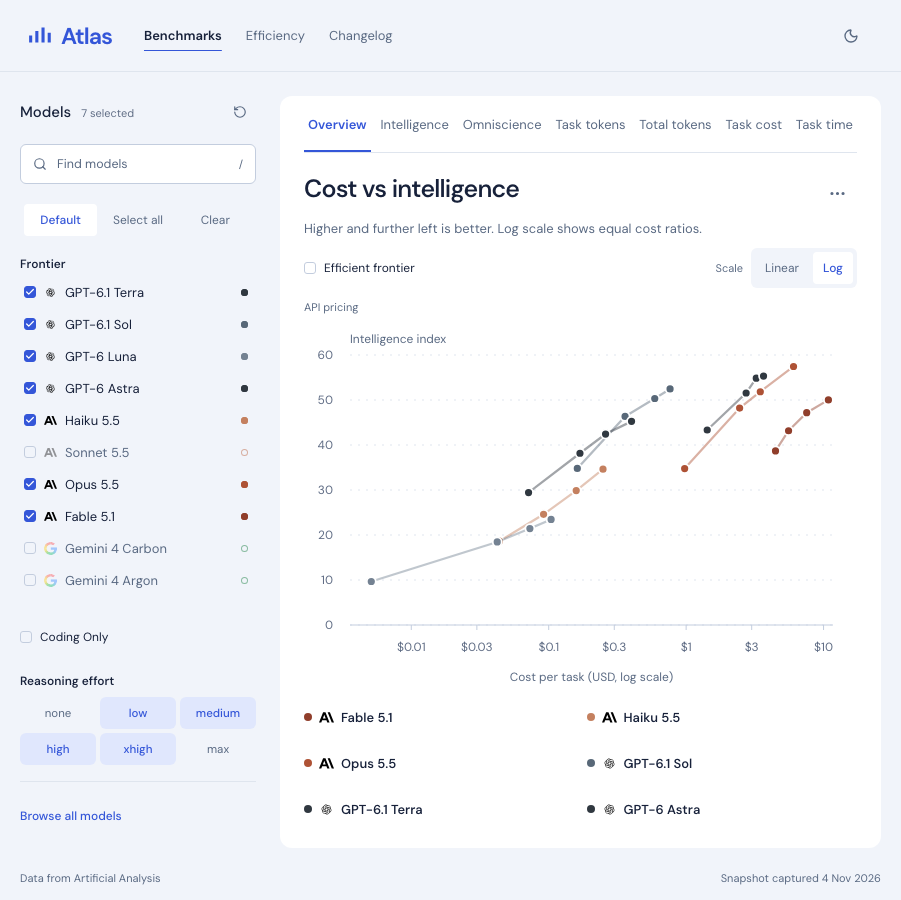 Atlas
Benchmarks
Efficiency
Changelog
Models
7 selected
Find models
/
Default
Select all
Clear
Frontier
GPT-6.1 Terra
GPT-6.1 Sol
GPT-6 Luna
GPT-6 Astra
Haiku 5.5
Sonnet 5.5
Opus 5.5
Fable 5.1
Gemini 4 Carbon
Gemini 4 Argon
Coding Only
Reasoning effort
none
low
medium
high
xhigh
max
Browse all models
Overview
Intelligence
Omniscience
Task tokens
Total tokens
Task cost
Task time
Cost vs intelligence
Higher and further left is better. Log scale shows equal cost ratios.
Efficient frontier
Scale
Linear
Log
API pricing
Intelligence index
60
50
40
30
20
10
0
$0.01
$0.03
$0.1
$0.3
$1
$3
$10
Cost per task (USD, log scale)
Fable 5.1
Haiku 5.5
Opus 5.5
GPT-6.1 Sol
GPT-6.1 Terra
GPT-6 Astra
Data from Artificial Analysis
Snapshot captured 4 Nov 2026